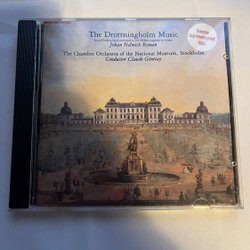 The Drottningholm Music
Johan Helmich Roman
The Chamber Orchestra of the National Museum, Stockholm
Conductor Claude Génetay